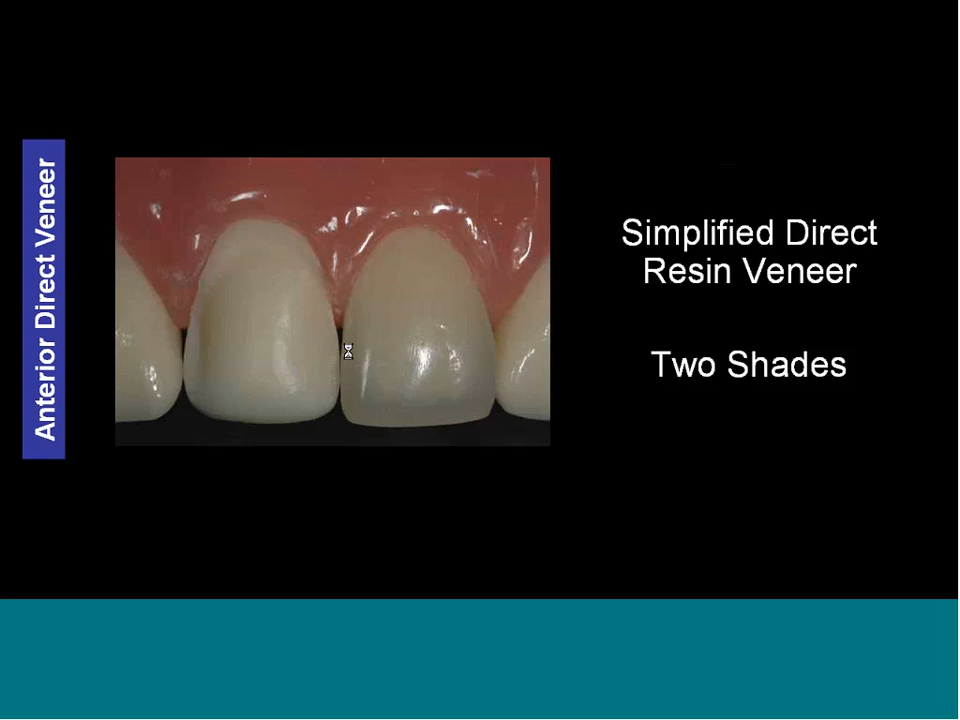 Anterior Direct Veneer
Simplified Direct
Resin Veneer
Two Shades